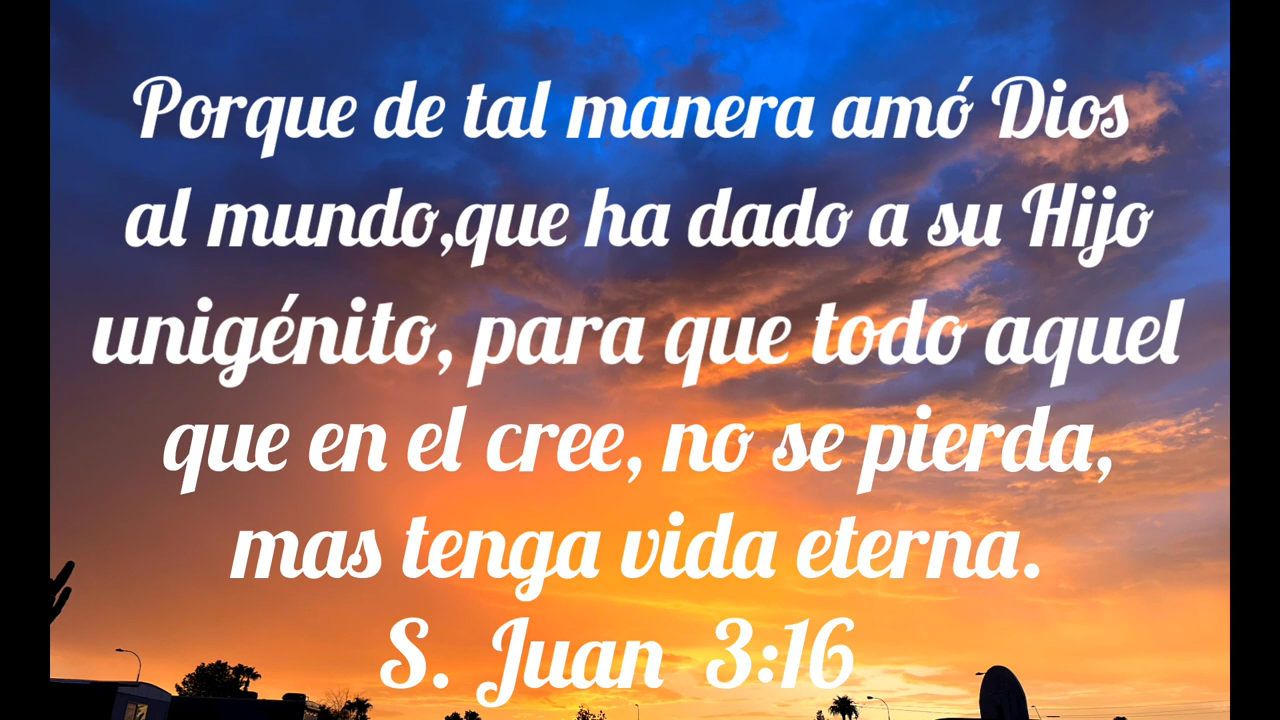 Porque de tal manera amó Dios
al mundo,que ha dado a su Hijo
unigénito, para que todo aquel
que en el cree, no se pierda,
mas tenga vida eterna.
S. Juan 3:16